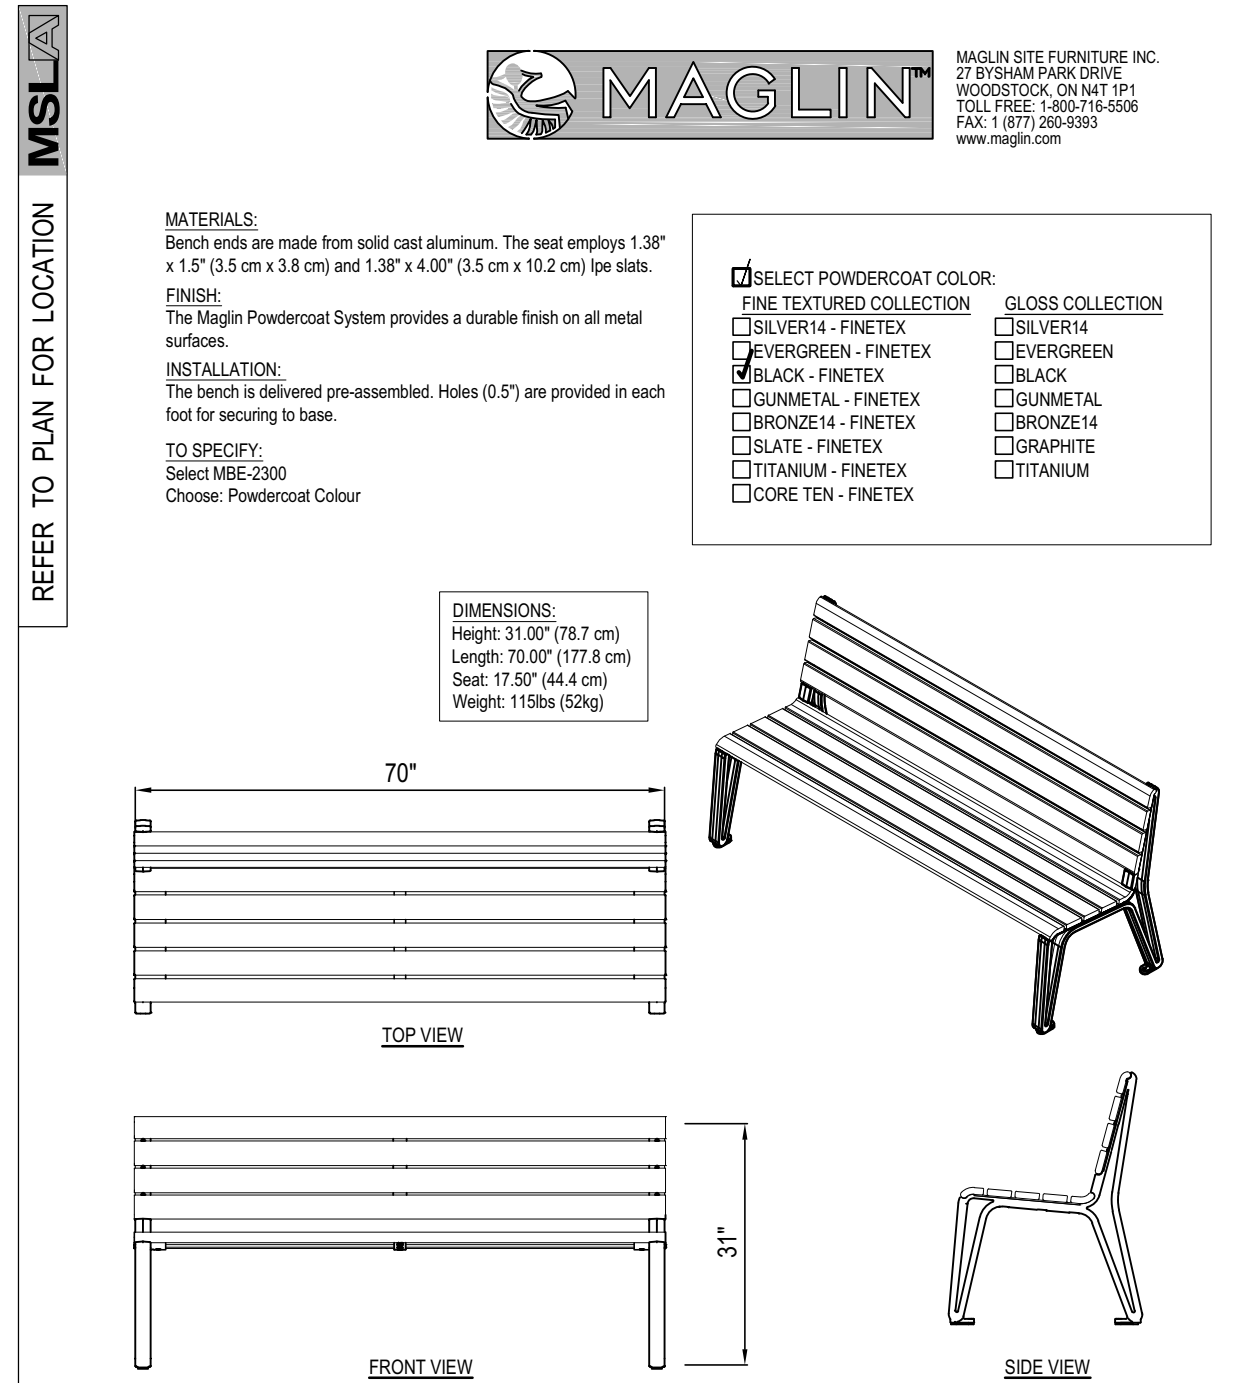 MSLA
REFER TO PLAN FOR LOCATION
MAGLIN™
MAGLIN SITE FURNITURE INC.
27 BYSHAM PARK DRIVE
WOODSTOCK, ON N4T 1P1
TOLL FREE: 1-800-716-5506
FAX: 1 (877) 260-9393
www.maglin.com
MATERIALS:
Bench ends are made from solid cast aluminum. The seat employs 1.38"
x 1.5" (3.5 cm x 3.8 cm) and 1.38" x 4.00" (3.5 cm x 10.2 cm) Ipe slats.
FINISH:
The Maglin Powdercoat System provides a durable finish on all metal
surfaces.
INSTALLATION:
The bench is delivered pre-assembled. Holes (0.5") are provided in each
foot for securing to base.
TO SPECIFY:
Select MBE-2300
Choose: Powdercoat Colour
SELECT POWDERCOAT COLOR:
FINE TEXTURED COLLECTION
SILVER14 - FINETEX
EVERGREEN - FINETEX
BLACK - FINETEX
GUNMETAL - FINETEX
BRONZE14 - FINETEX
SLATE - FINETEX
TITANIUM - FINETEX
CORE TEN - FINETEX
GLOSS COLLECTION
SILVER14
EVERGREEN
BLACK
GUNMETAL
BRONZE14
GRAPHITE
TITANIUM
DIMENSIONS:
Height: 31.00" (78.7 cm)
Length: 70.00" (177.8 cm)
Seat: 17.50" (44.4 cm)
Weight: 115lbs (52kg)
70"
TOP VIEW
31"
FRONT VIEW
SIDE VIEW